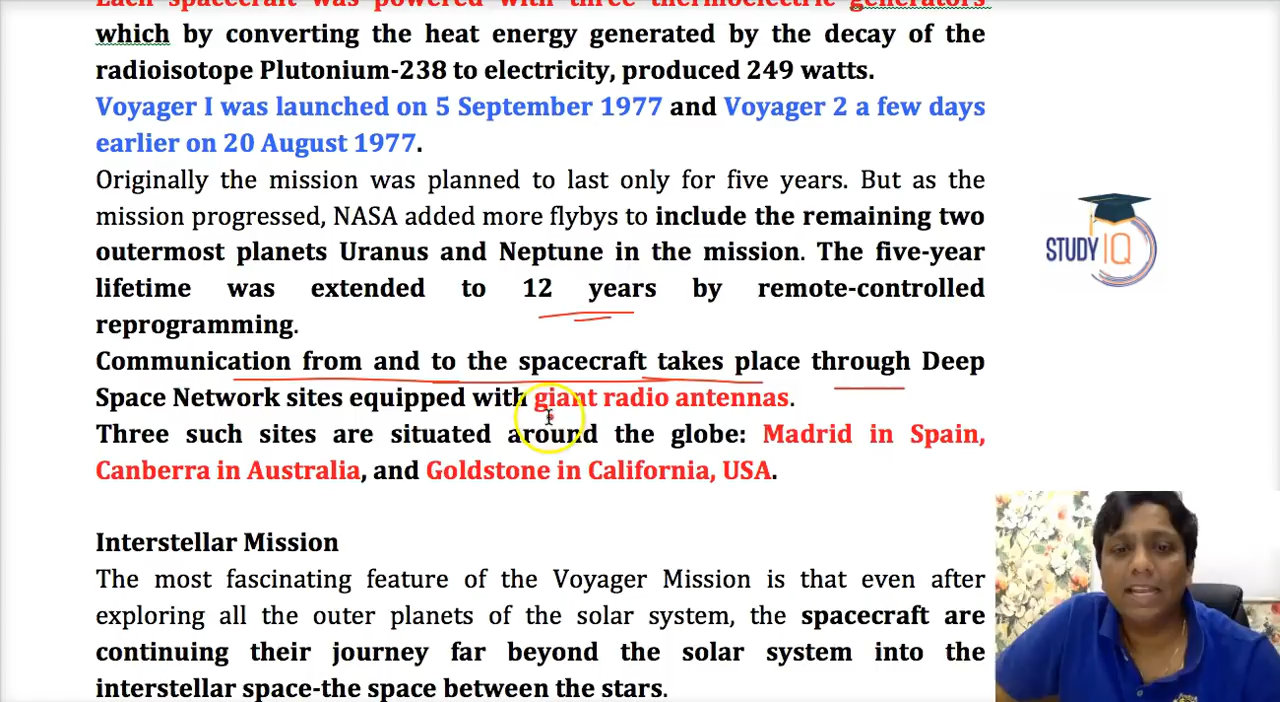 Each spacecraft was powered with three thermoelectric generators
which by converting the heat energy generated by the decay of the
radioisotope Plutonium-238 to electricity, produced 249 watts.
Voyager I was launched on 5 September 1977 and Voyager 2 a few days
earlier on 20 August 1977.
Originally the mission was planned to last only for five years. But as the
mission progressed, NASA added more flybys to include the remaining two
outermost planets Uranus and Neptune in the mission. The five-year
lifetime was extended to 12 years by remote-controlled
reprogramming.
Communication from and to the spacecraft takes place through Deep
Space Network sites equipped with giant radio antennas.
Three such sites are situated around the globe: Madrid in Spain,
Canberra in Australia, and Goldstone in California, USA.
Interstellar Mission
The most fascinating feature of the Voyager Mission is that even after
exploring all the outer planets of the solar system, the spacecraft are
continuing their journey far beyond the solar system into the
interstellar space-the space between the stars.
STUDY IQ